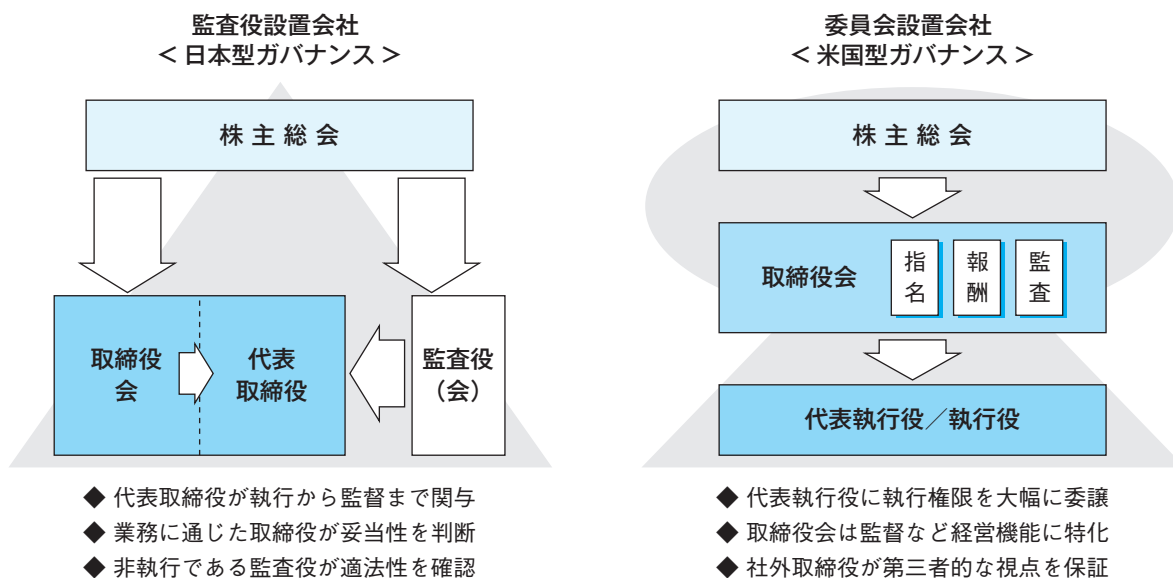 監査役設置会社
＜日本型ガバナンス＞
株主総会
取締役
会
代表
取締役
監査役
（会）
◆ 代表取締役が執行から監督まで関与
◆ 業務に通じた取締役が妥当性を判断
◆ 非執行である監査役が適法性を確認
委員会設置会社
＜米国型ガバナンス＞
株主総会
取締役会
指名
報酬
監査
代表執行役／執行役
◆ 代表執行役に執行権限を大幅に委譲
◆ 取締役会は監督など経営機能に特化
◆ 社外取締役が第三者的な視点を保証